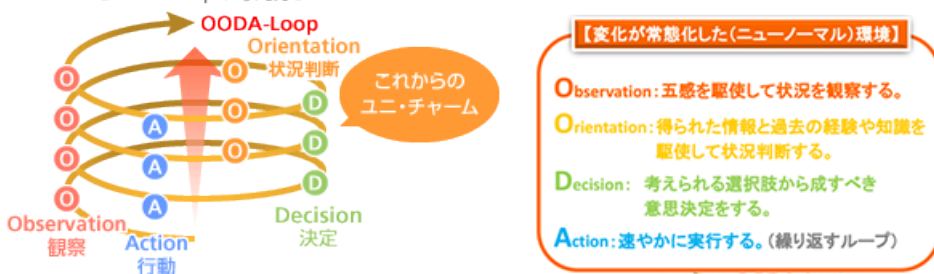 OODA-Loop
Orientation
状況判断
これからの
ユニ・チャーム
O
O
O
O
O
O
O
D
D
D
A
A
A
Observation
観察
Action
行動
Decision
決定
【変化が常態化した(ニューノーマル)環境】
Observation:五感を駆使して状況を観察する。
Orientation:得られた情報と過去の経験や知識を
駆使して状況判断する。
Decision: 考えられる選択肢から成すべき
意思決定をする。
Action:速やかに実行する。(繰り返すループ)